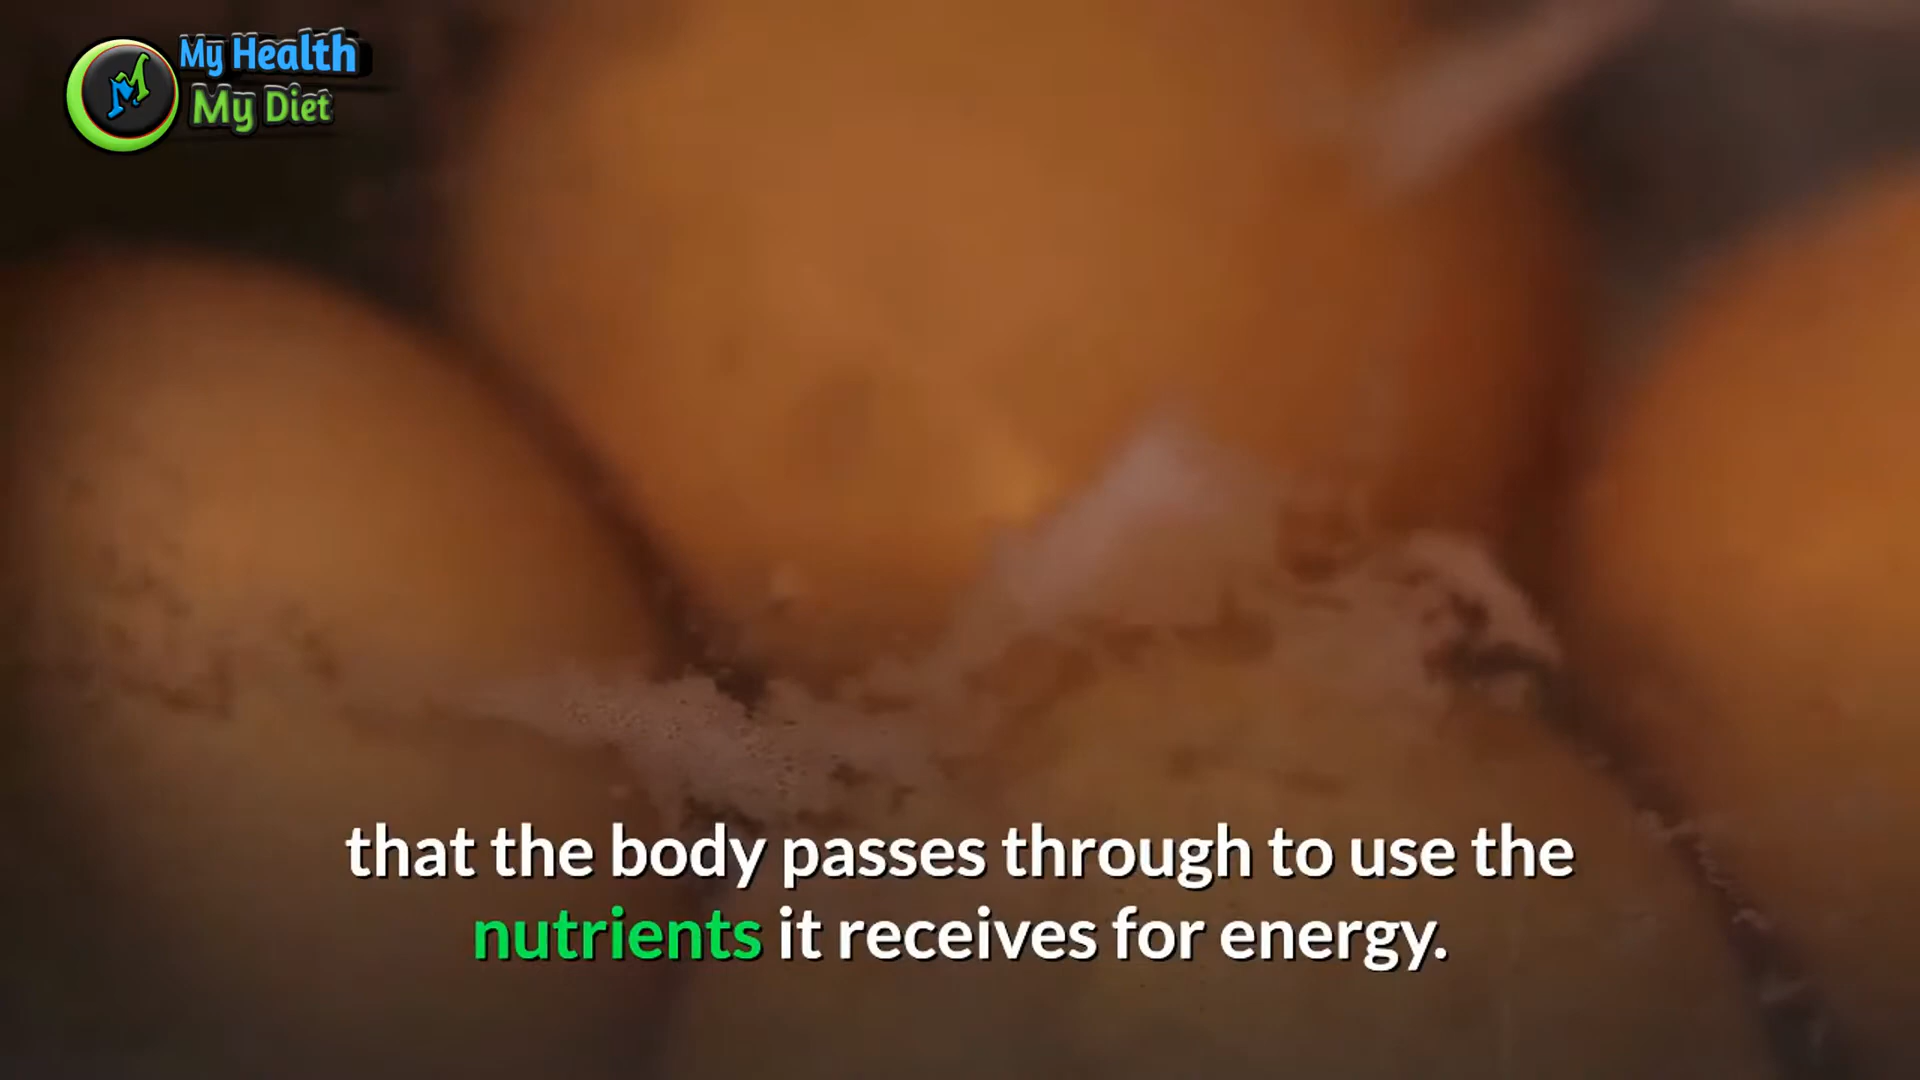 My Health
My Diet
that the body passes through to use the
nutrients it receives for energy.